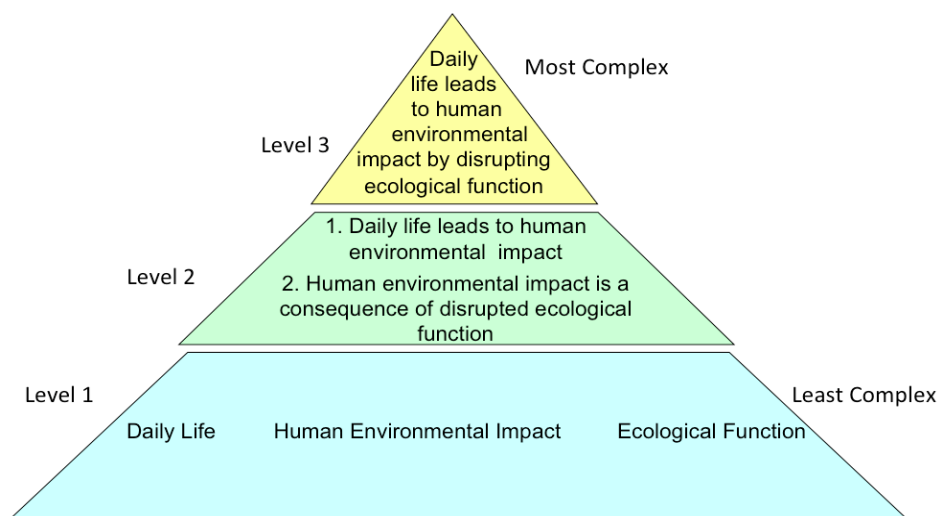 Daily
life leads
to human
environmental
impact by disrupting
ecological function
Most Complex
Level 3
1. Daily life leads to human
environmental impact
2. Human environmental impact is a
consequence of disrupted ecological
function
Level 2
Level 1
Least Complex
Daily Life
Human Environmental Impact
Ecological Function